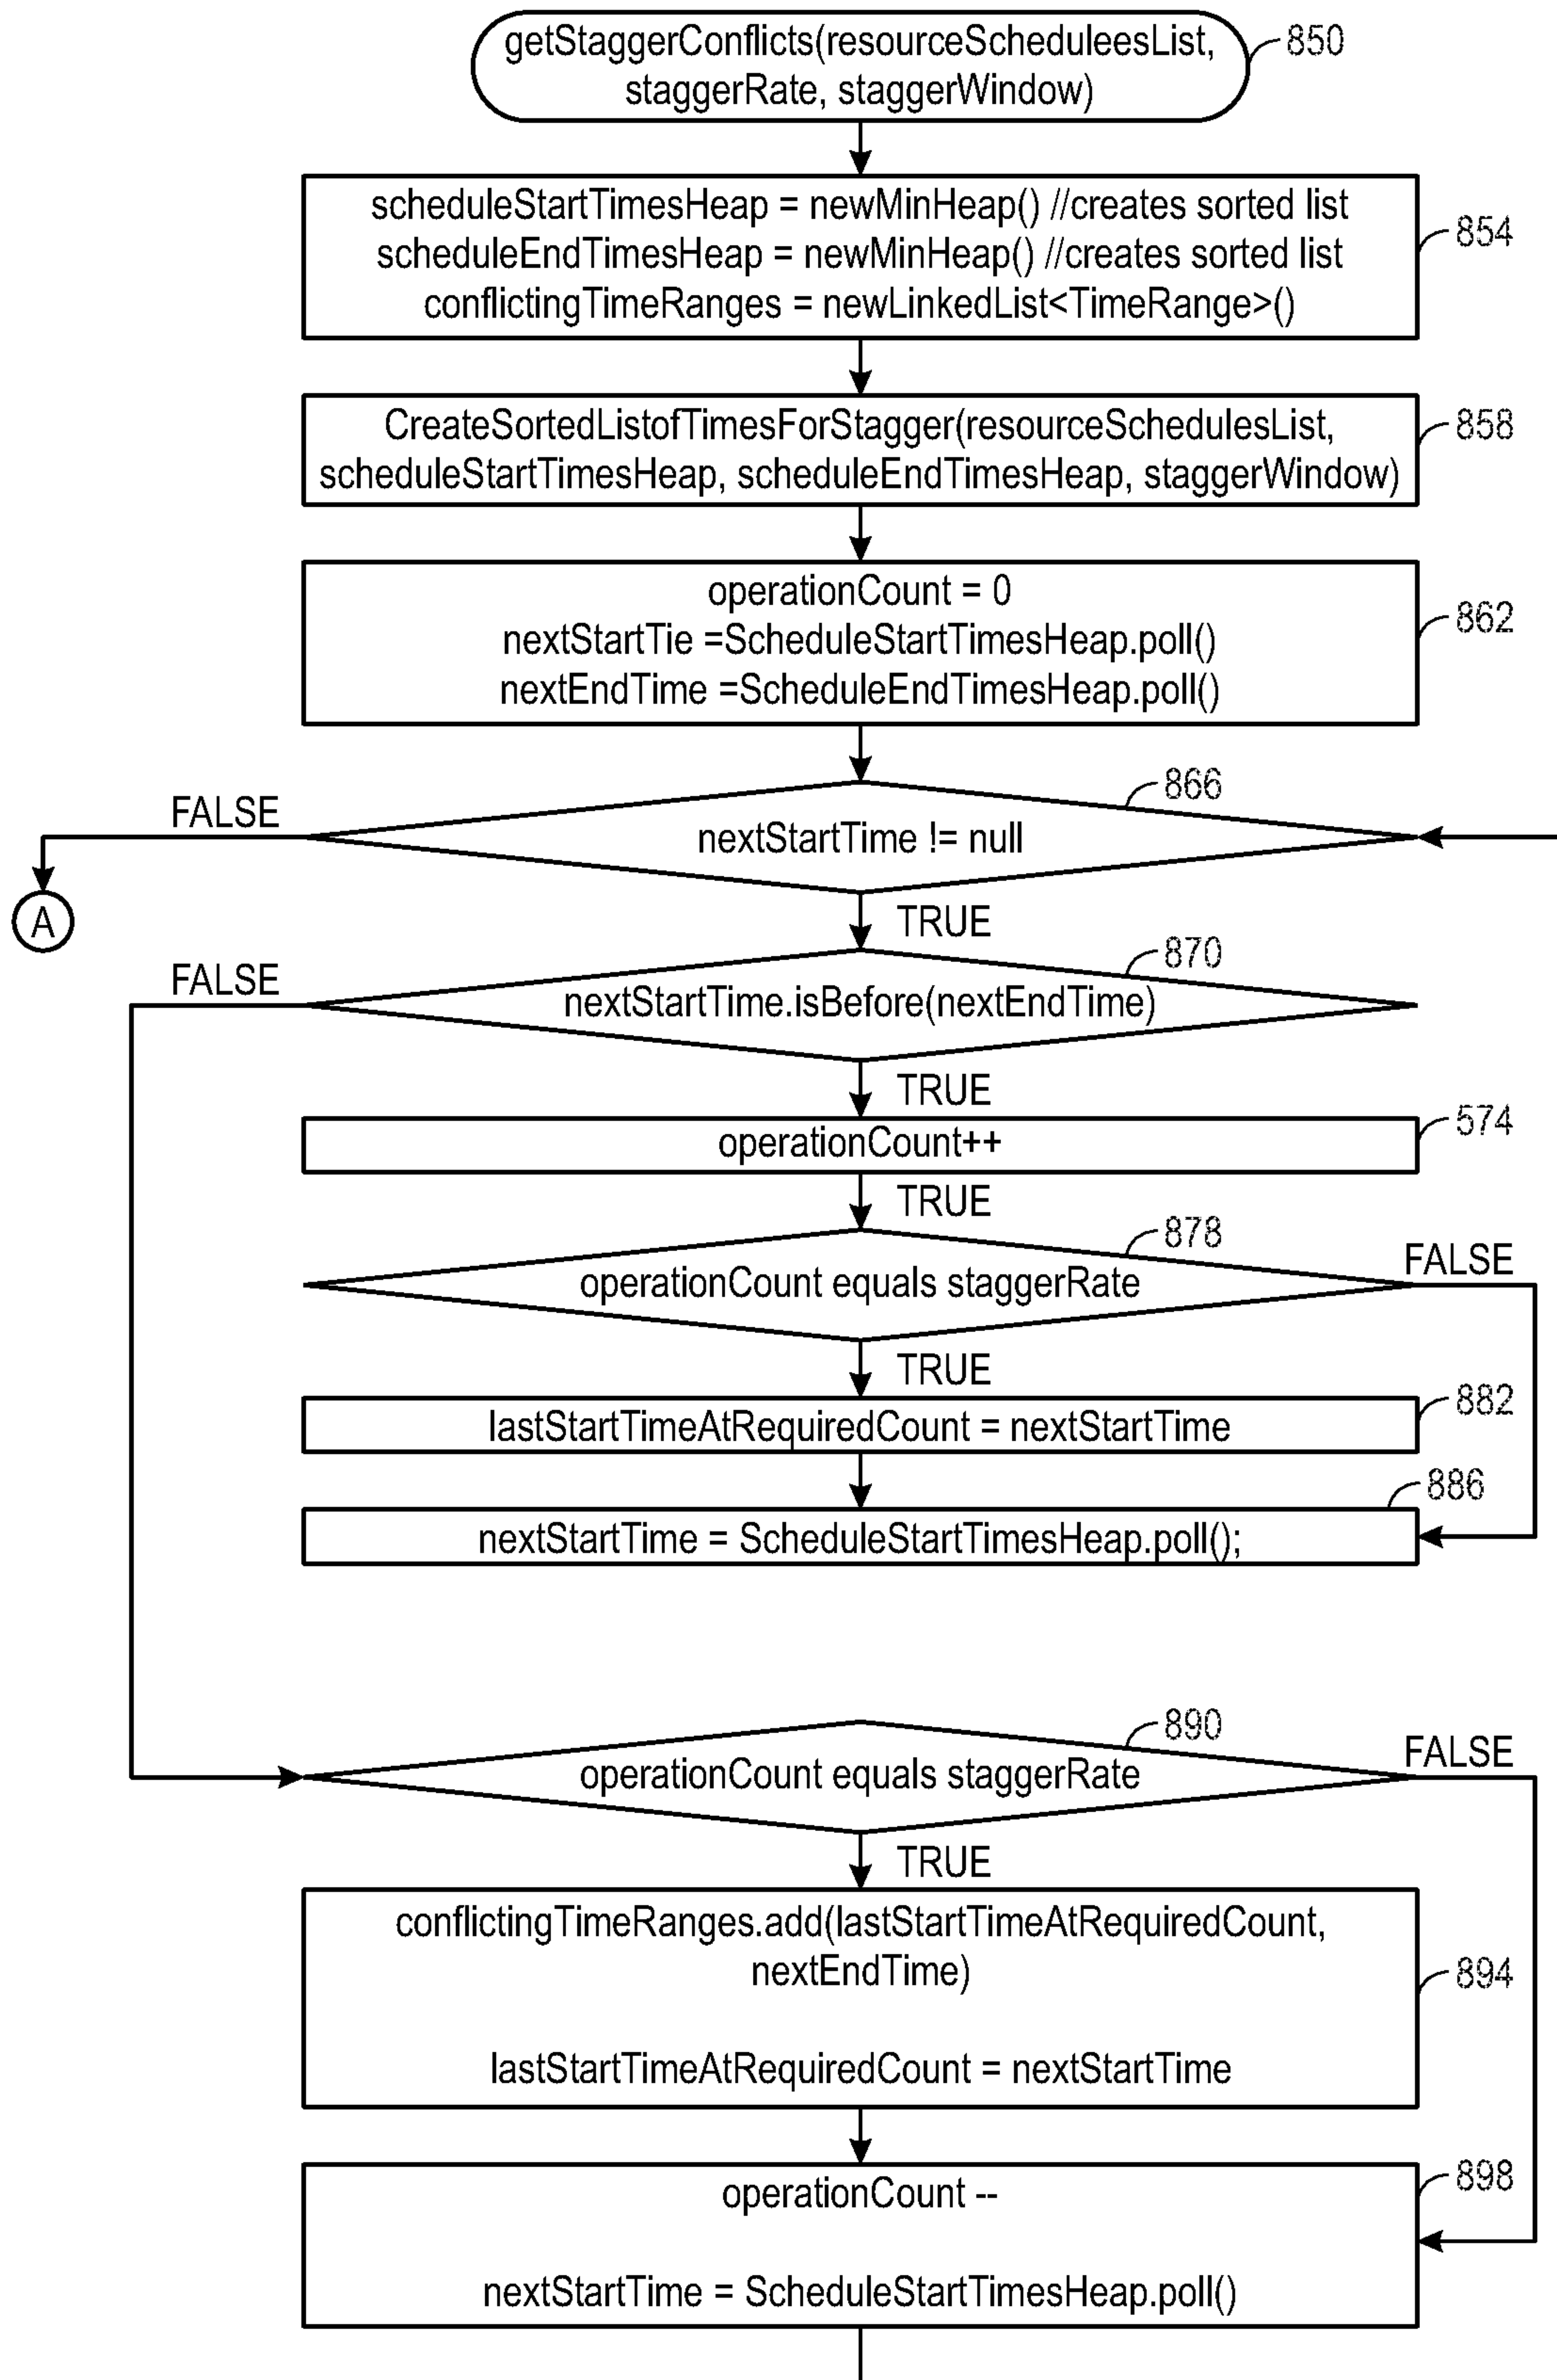 getStaggerConflicts(resourceScheduleesList,
staggerRate, staggerWindow)
850
scheduleStartTimesHeap = newMinHeap() //creates sorted list
scheduleEndTimesHeap = newMinHeap() //creates sorted list
conflictingTimeRanges = newLinkedList<TimeRange>()
854
CreateSortedListofTimesForStagger(resourceSchedulesList,
scheduleStartTimesHeap, scheduleEndTimesHeap, staggerWindow)
858
operationCount = 0
nextStartTie =ScheduleStartTimesHeap.poll()
nextEndTime =ScheduleEndTimesHeap.poll()
862
866
FALSE
nextStartTime != null
A
TRUE
870
FALSE
nextStartTime.isBefore(nextEndTime)
TRUE
operationCount++
574
TRUE
878
operationCount equals staggerRate
FALSE
TRUE
lastStartTimeAtRequiredCount = nextStartTime
882
886
nextStartTime = ScheduleStartTimesHeap.poll();
890
operationCount equals staggerRate
FALSE
TRUE
conflictingTimeRanges.add(lastStartTimeAtRequiredCount,
nextEndTime)
894
lastStartTimeAtRequiredCount = nextStartTime
operationCount --
898
nextStartTime = ScheduleStartTimesHeap.poll()